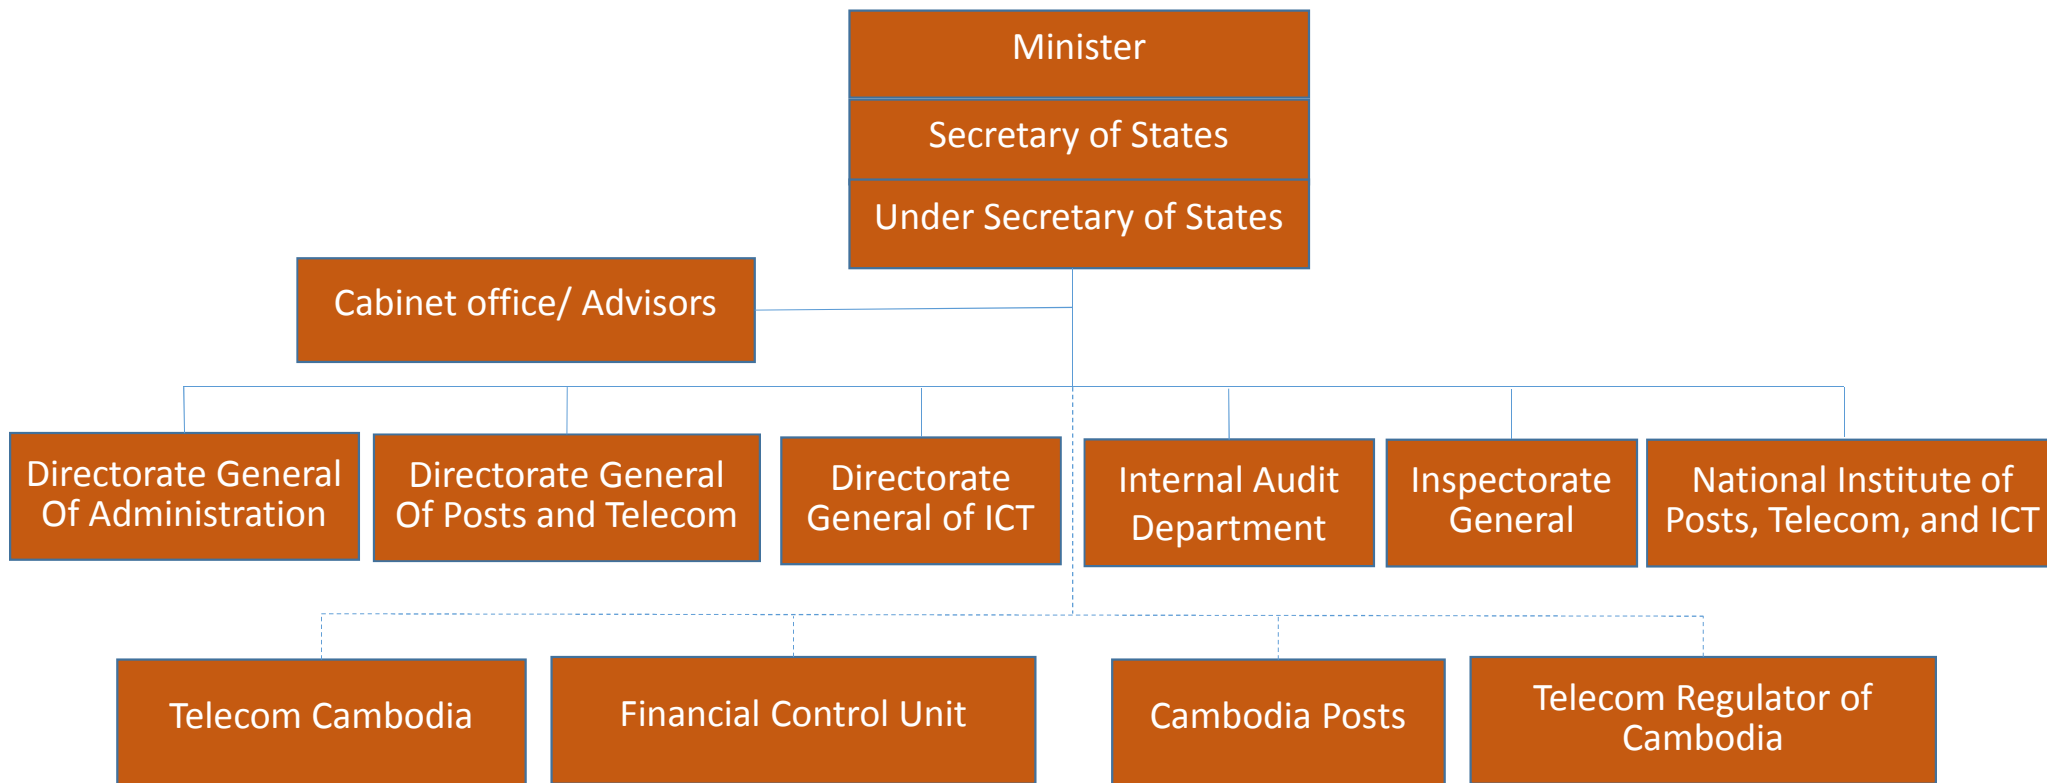 Minister
Secretary of States
Under Secretary of States
Cabinet office/ Advisors
Directorate General
Of Administration
Directorate General
Of Posts and Telecom
Directorate
General of ICT
Internal Audit
Department
Inspectorate
General
National Institute of
Posts, Telecom, and ICT
Telecom Cambodia
Financial Control Unit
Cambodia Posts
Telecom Regulator of
Cambodia